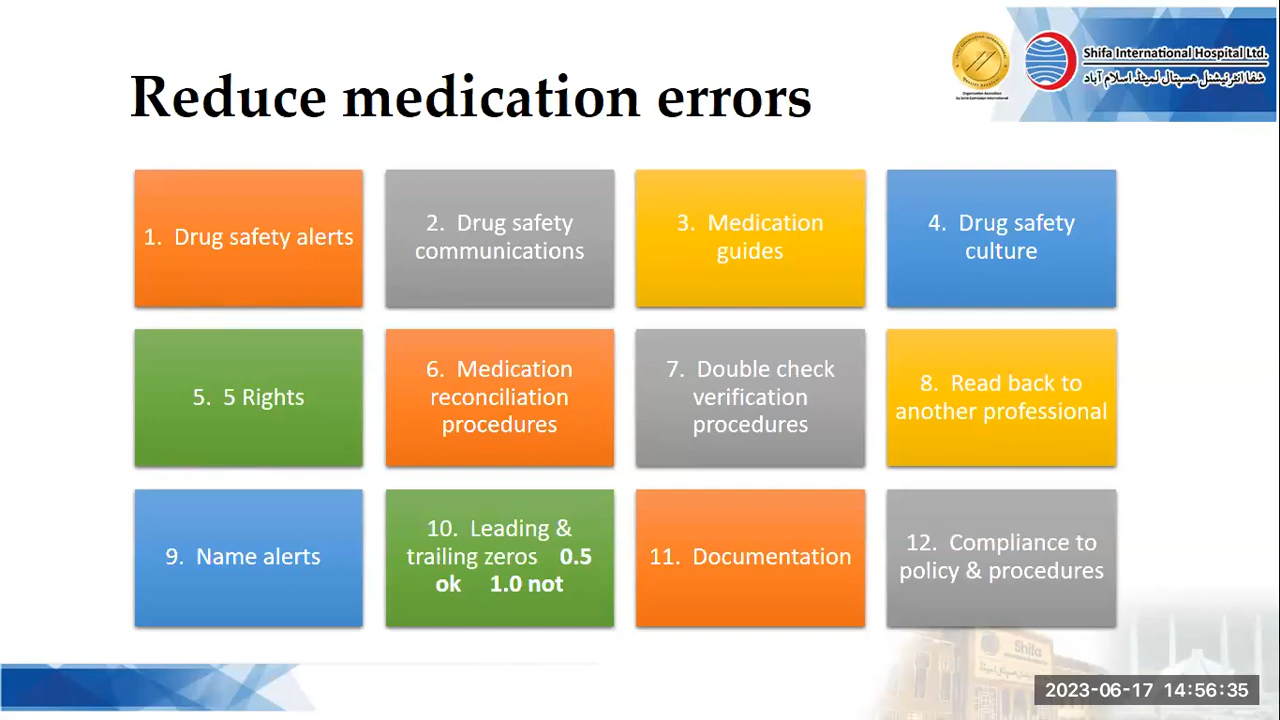 Reduce medication errors
Shifa International Hospital Ltd.
شفا انٹرنیشنل ہسپتال لمیٹڈ اسلام آباد
1. Drug safety alerts
2. Drug safety
communications
3. Medication
guides
4. Drug safety
culture
5. 5 Rights
6. Medication
reconciliation
procedures
7. Double check
verification
procedures
8. Read back to
another professional
9. Name alerts
10. Leading &
trailing zeros 0.5
ok 1.0 not
11. Documentation
12. Compliance to
policy & procedures
Shifa
2023-06-17 14:56:35